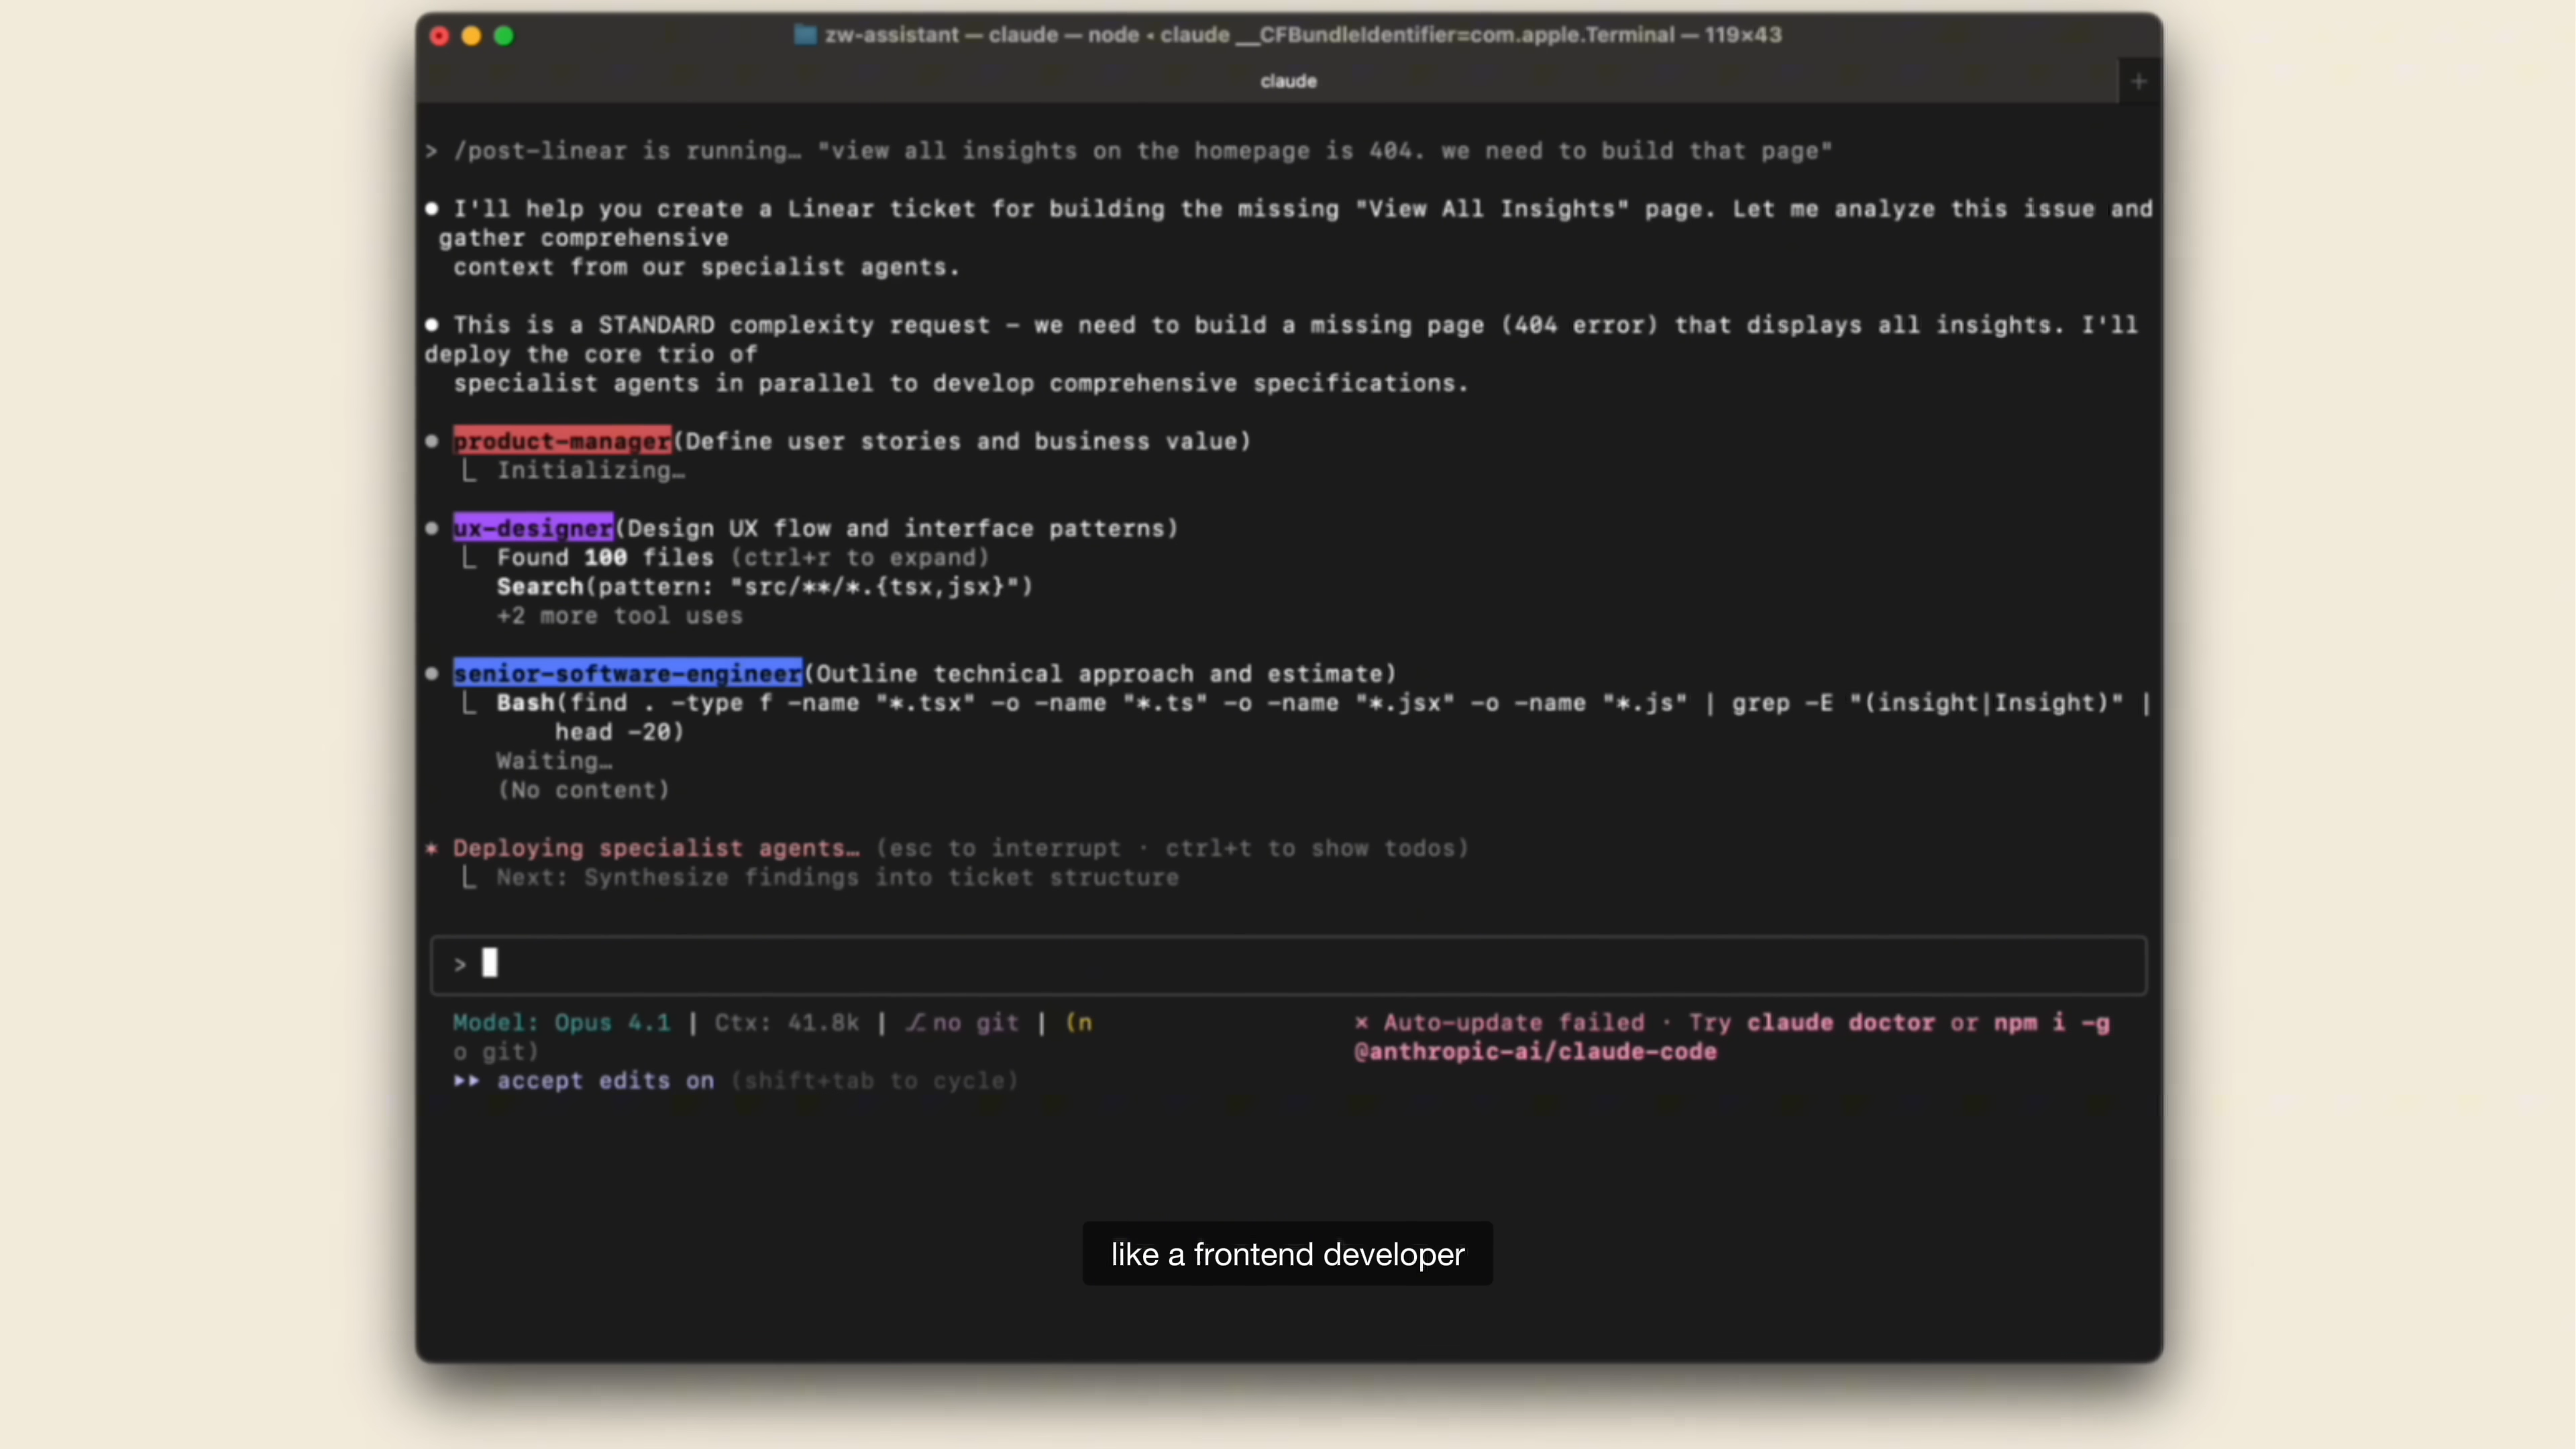 zw-assistant — claude — node ◂ claude __CFBundleIdentifier=com.apple.Terminal — 119×43
claude
+
> /post-linear is running… "view all insights on the homepage is 404. we need to build that page"
● I'll help you create a Linear ticket for building the missing "View All Insights" page. Let me analyze this issue and
gather comprehensive
context from our specialist agents.
● This is a STANDARD complexity request – we need to build a missing page (404 error) that displays all insights. I'll
deploy the core trio of
specialist agents in parallel to develop comprehensive specifications.
● product-manager(Define user stories and business value)
⎿ Initializing…
● ux-designer(Design UX flow and interface patterns)
⎿ Found 100 files (ctrl+r to expand)
Search(pattern: "src/**/*.{tsx,jsx}")
+2 more tool uses
● senior-software-engineer(Outline technical approach and estimate)
⎿ Bash(find . -type f -name "*.tsx" -o -name "*.ts" -o -name "*.jsx" -o -name "*.js" | grep -E "(insight|Insight)" |
head -20)
Waiting…
(No content)
✶ Deploying specialist agents… (esc to interrupt · ctrl+t to show todos)
⎿ Next: Synthesize findings into ticket structure
>
Model: Opus 4.1 | Ctx: 41.8k | ⎇ no git | (n
o git)
✗ Auto-update failed · Try claude doctor or npm i -g
@anthropic-ai/claude-code
⏵⏵ accept edits on (shift+tab to cycle)
like a frontend developer